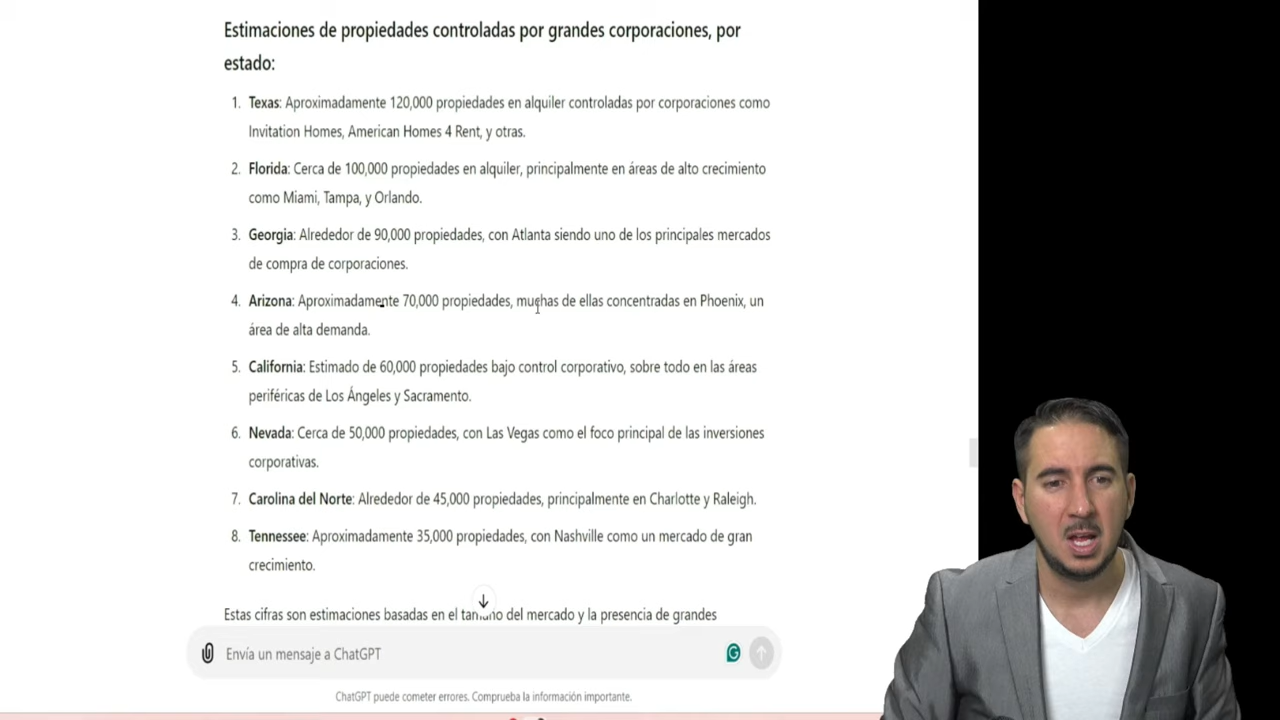 Estimaciones de propiedades controladas por grandes corporaciones, por
estado:
1. Texas: Aproximadamente 120,000 propiedades en alquiler controladas por corporaciones como
Invitation Homes, American Homes 4 Rent, y otras.
2. Florida: Cerca de 100,000 propiedades en alquiler, principalmente en áreas de alto crecimiento
como Miami, Tampa, y Orlando.
3. Georgia: Alrededor de 90,000 propiedades, con Atlanta siendo uno de los principales mercados
de compra de corporaciones.
4. Arizona: Aproximadamente 70,000 propiedades, muchas de ellas concentradas en Phoenix, un
área de alta demanda.
5. California: Estimado de 60,000 propiedades bajo control corporativo, sobre todo en las áreas
periféricas de Los Ángeles y Sacramento.
6. Nevada: Cerca de 50,000 propiedades, con Las Vegas como el foco principal de las inversiones
corporativas.
7. Carolina del Norte: Alrededor de 45,000 propiedades, principalmente en Charlotte y Raleigh.
8. Tennessee: Aproximadamente 35,000 propiedades, con Nashville como un mercado de gran
crecimiento.
Estas cifras son estimaciones basadas en el tamaño del mercado y la presencia de grandes
Envía un mensaje a ChatGPT
ChatGPT puede cometer errores. Comprueba la información importante.